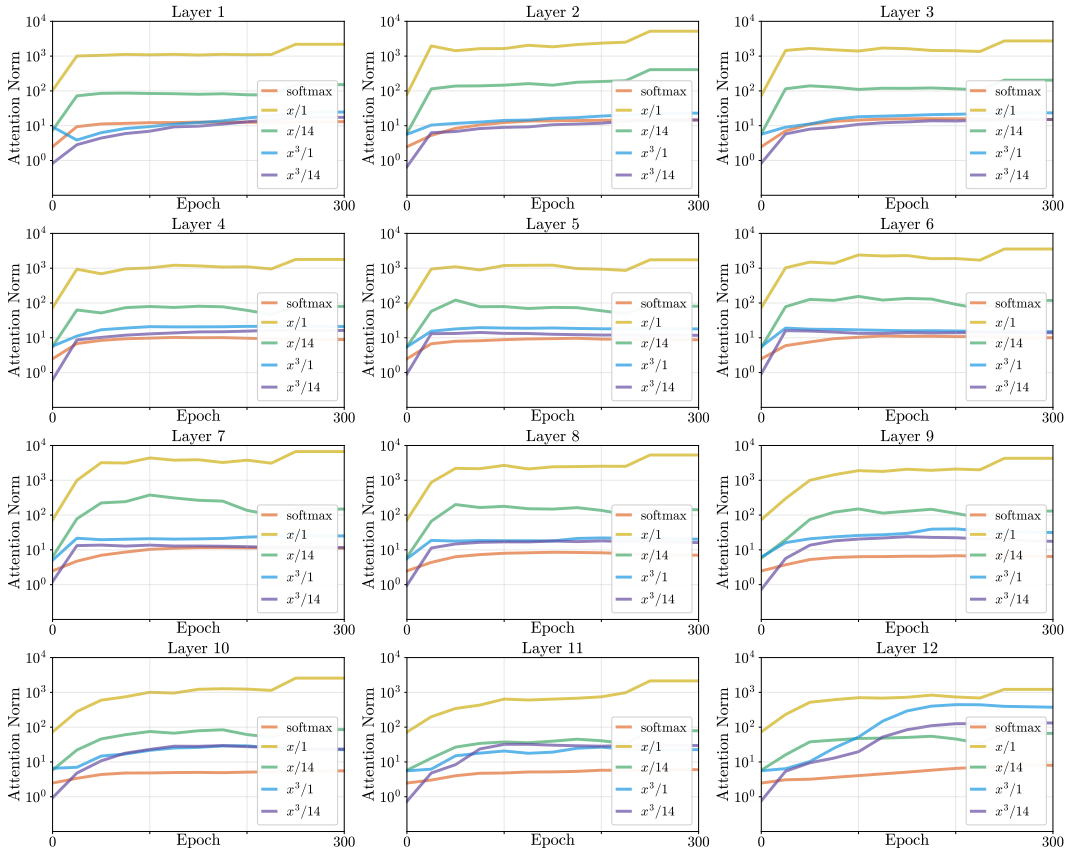 Layer 1
10^4
10^3
10^2
10^1
10^0
Attention Norm
softmax
x/1
x/14
x^3/1
x^3/14
0
Epoch
300
Layer 2
10^4
10^3
10^2
10^1
10^0
Attention Norm
softmax
x/1
x/14
x^3/1
x^3/14
0
Epoch
300
Layer 3
10^4
10^3
10^2
10^1
10^0
Attention Norm
softmax
x/1
x/14
x^3/1
x^3/14
0
Epoch
300
Layer 4
10^4
10^3
10^2
10^1
10^0
Attention Norm
softmax
x/1
x/14
x^3/1
x^3/14
0
Epoch
300
Layer 5
10^4
10^3
10^2
10^1
10^0
Attention Norm
softmax
x/1
x/14
x^3/1
x^3/14
0
Epoch
300
Layer 6
10^4
10^3
10^2
10^1
10^0
Attention Norm
softmax
x/1
x/14
x^3/1
x^3/14
0
Epoch
300
Layer 7
10^4
10^3
10^2
10^1
10^0
Attention Norm
softmax
x/1
x/14
x^3/1
x^3/14
0
Epoch
300
Layer 8
10^4
10^3
10^2
10^1
10^0
Attention Norm
softmax
x/1
x/14
x^3/1
x^3/14
0
Epoch
300
Layer 9
10^4
10^3
10^2
10^1
10^0
Attention Norm
softmax
x/1
x/14
x^3/1
x^3/14
0
Epoch
300
Layer 10
10^4
10^3
10^2
10^1
10^0
Attention Norm
softmax
x/1
x/14
x^3/1
x^3/14
0
Epoch
300
Layer 11
10^4
10^3
10^2
10^1
10^0
Attention Norm
softmax
x/1
x/14
x^3/1
x^3/14
0
Epoch
300
Layer 12
10^4
10^3
10^2
10^1
10^0
Attention Norm
softmax
x/1
x/14
x^3/1
x^3/14
0
Epoch
300